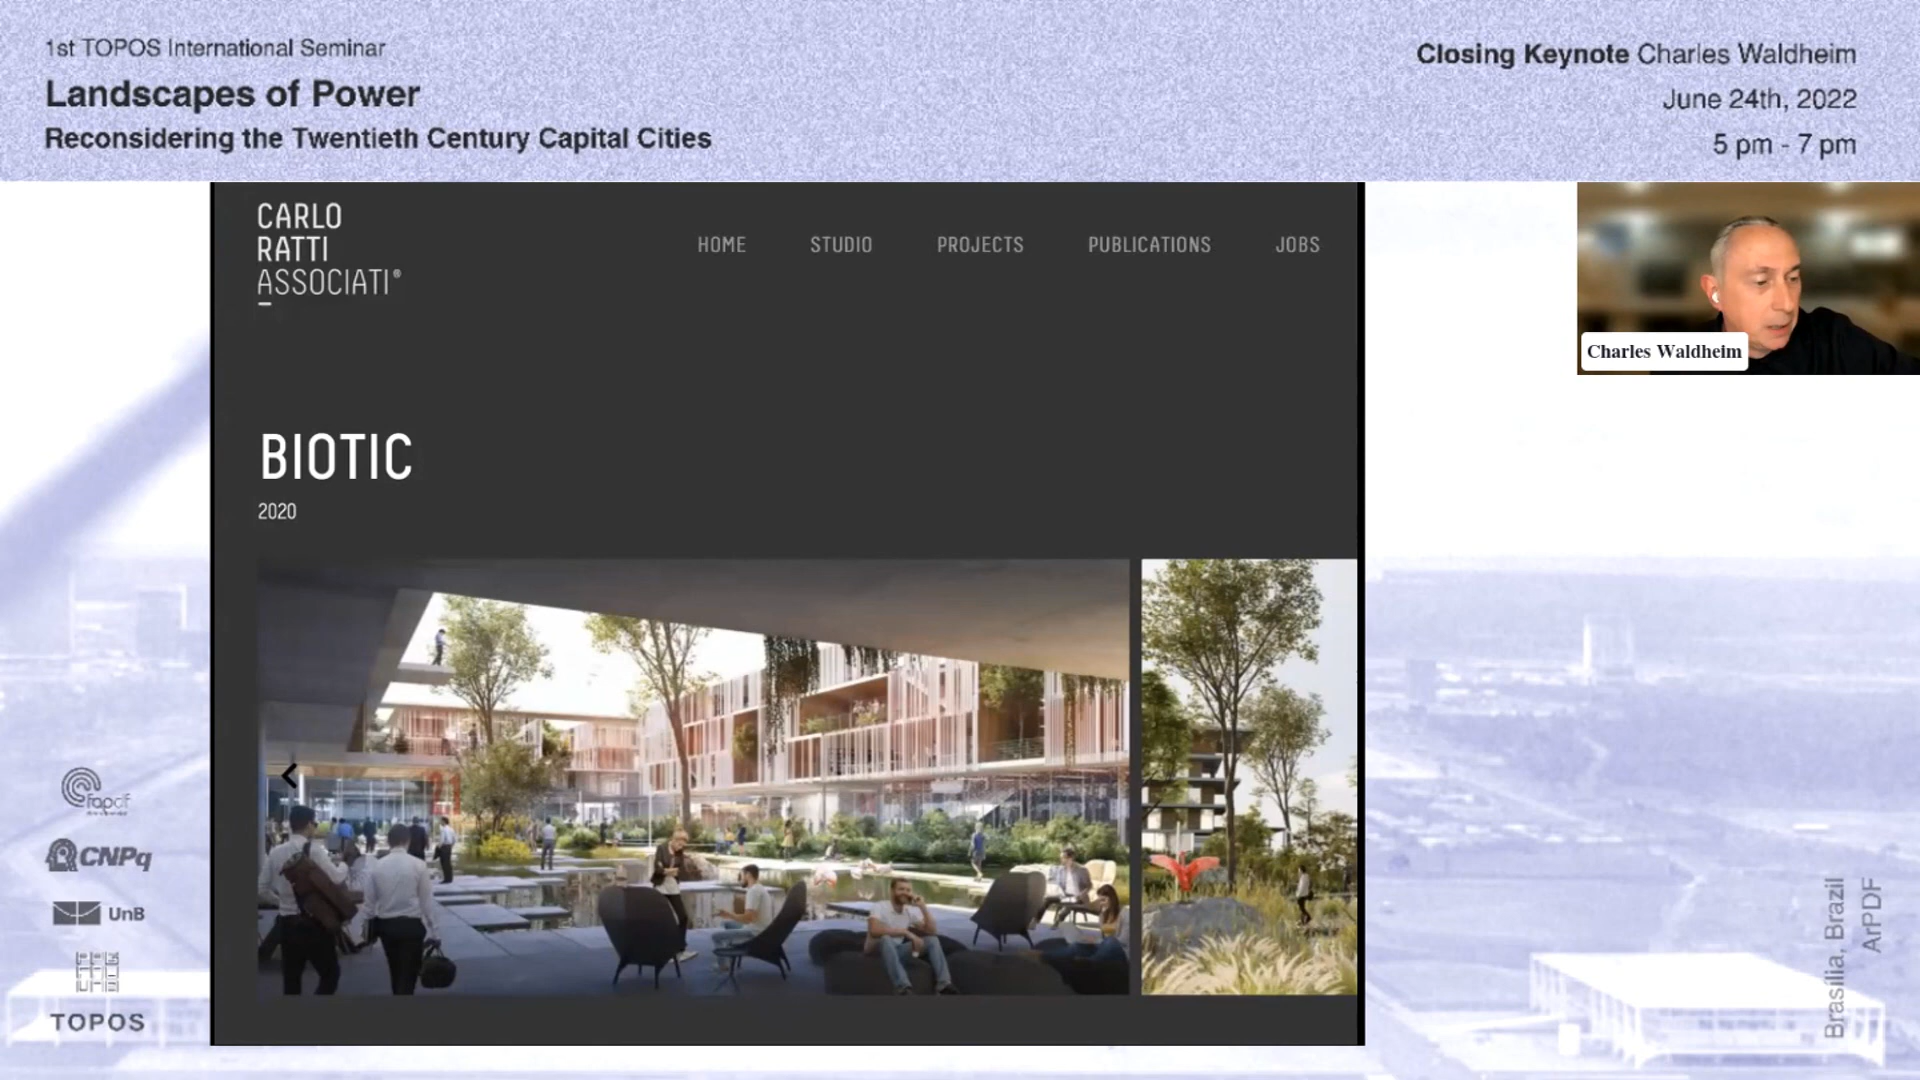 1st TOPOS International Seminar
Landscapes of Power
Reconsidering the Twentieth Century Capital Cities
Closing Keynote Charles Waldheim
June 24th, 2022
5 pm - 7 pm
CARLO
RATTI
ASSOCIATI®
HOME STUDIO PROJECTS PUBLICATIONS JOBS
Charles Waldheim
BIOTIC
2020
21
fapdf
CNPq
UnB
TOPOS
Brasília, Brazil
ArPDF